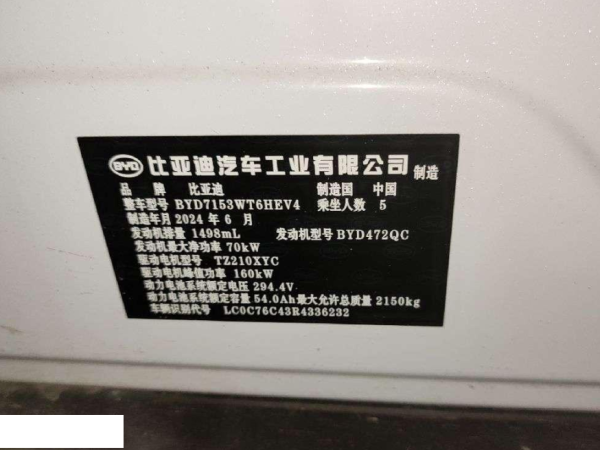 BYD 比亚迪汽车工业有限公司 制造
品 牌 比亚迪 制造国 中国
整车型号 BYD7153WT6HEV4 乘坐人数 5
制造年月 2024 年 6 月
发动机排量 1498mL 发动机型号 BYD472QC
发动机最大净功率 70kW
驱动电机型号 TZ210XYC
驱动电机峰值功率 160kW
动力电池系统额定电压 294.4V
动力电池系统额定容量 54.0Ah 最大允许总质量 2150kg
车辆识别代号 LC0C76C43R4336232